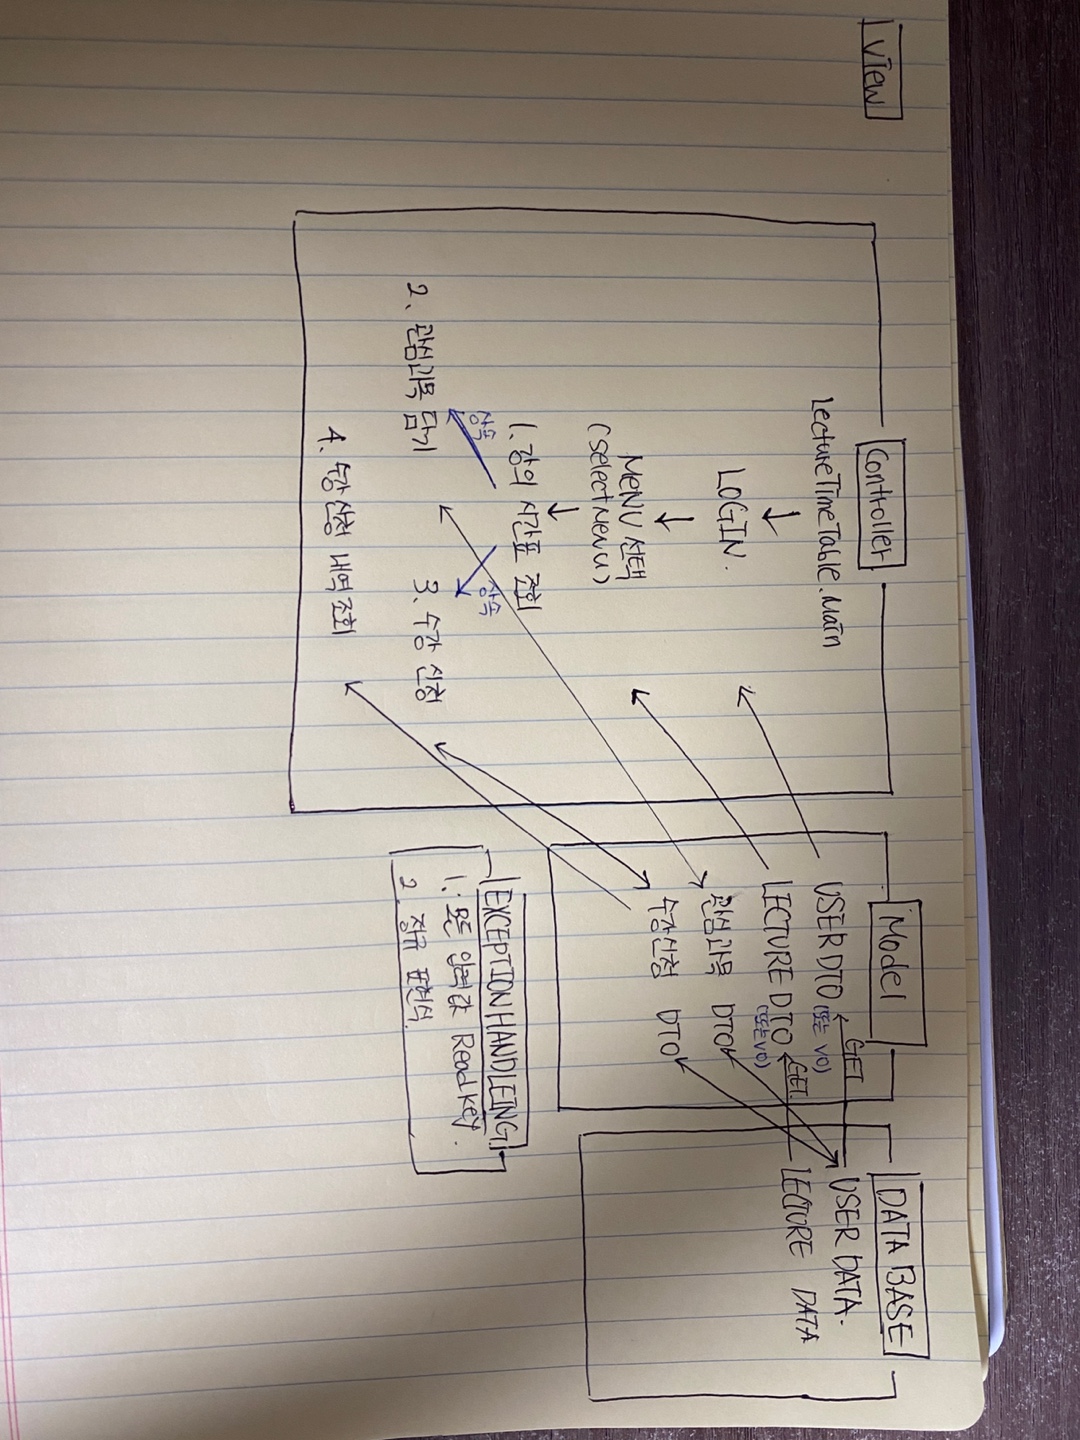 View
Controller
LectureTimeTable.Main
LOGIN.
MENU 선택
(selectMenu)
1. 강의 시간표 조회
상속
상속
2. 관심과목 담기
3. 수강 신청
4. 수강 신청 내역 조회
Model
USER DTO (또는 VO)
LECTURE DTO
(또는 VO)
관심과목 DTO
수강신청 DTO
GET
GET.
DATA BASE
USER DATA.
LECTURE DATA
EXCEPTION HANDLEING
1. 모든 입력값 ReadKey.
2. 정규 표현식.